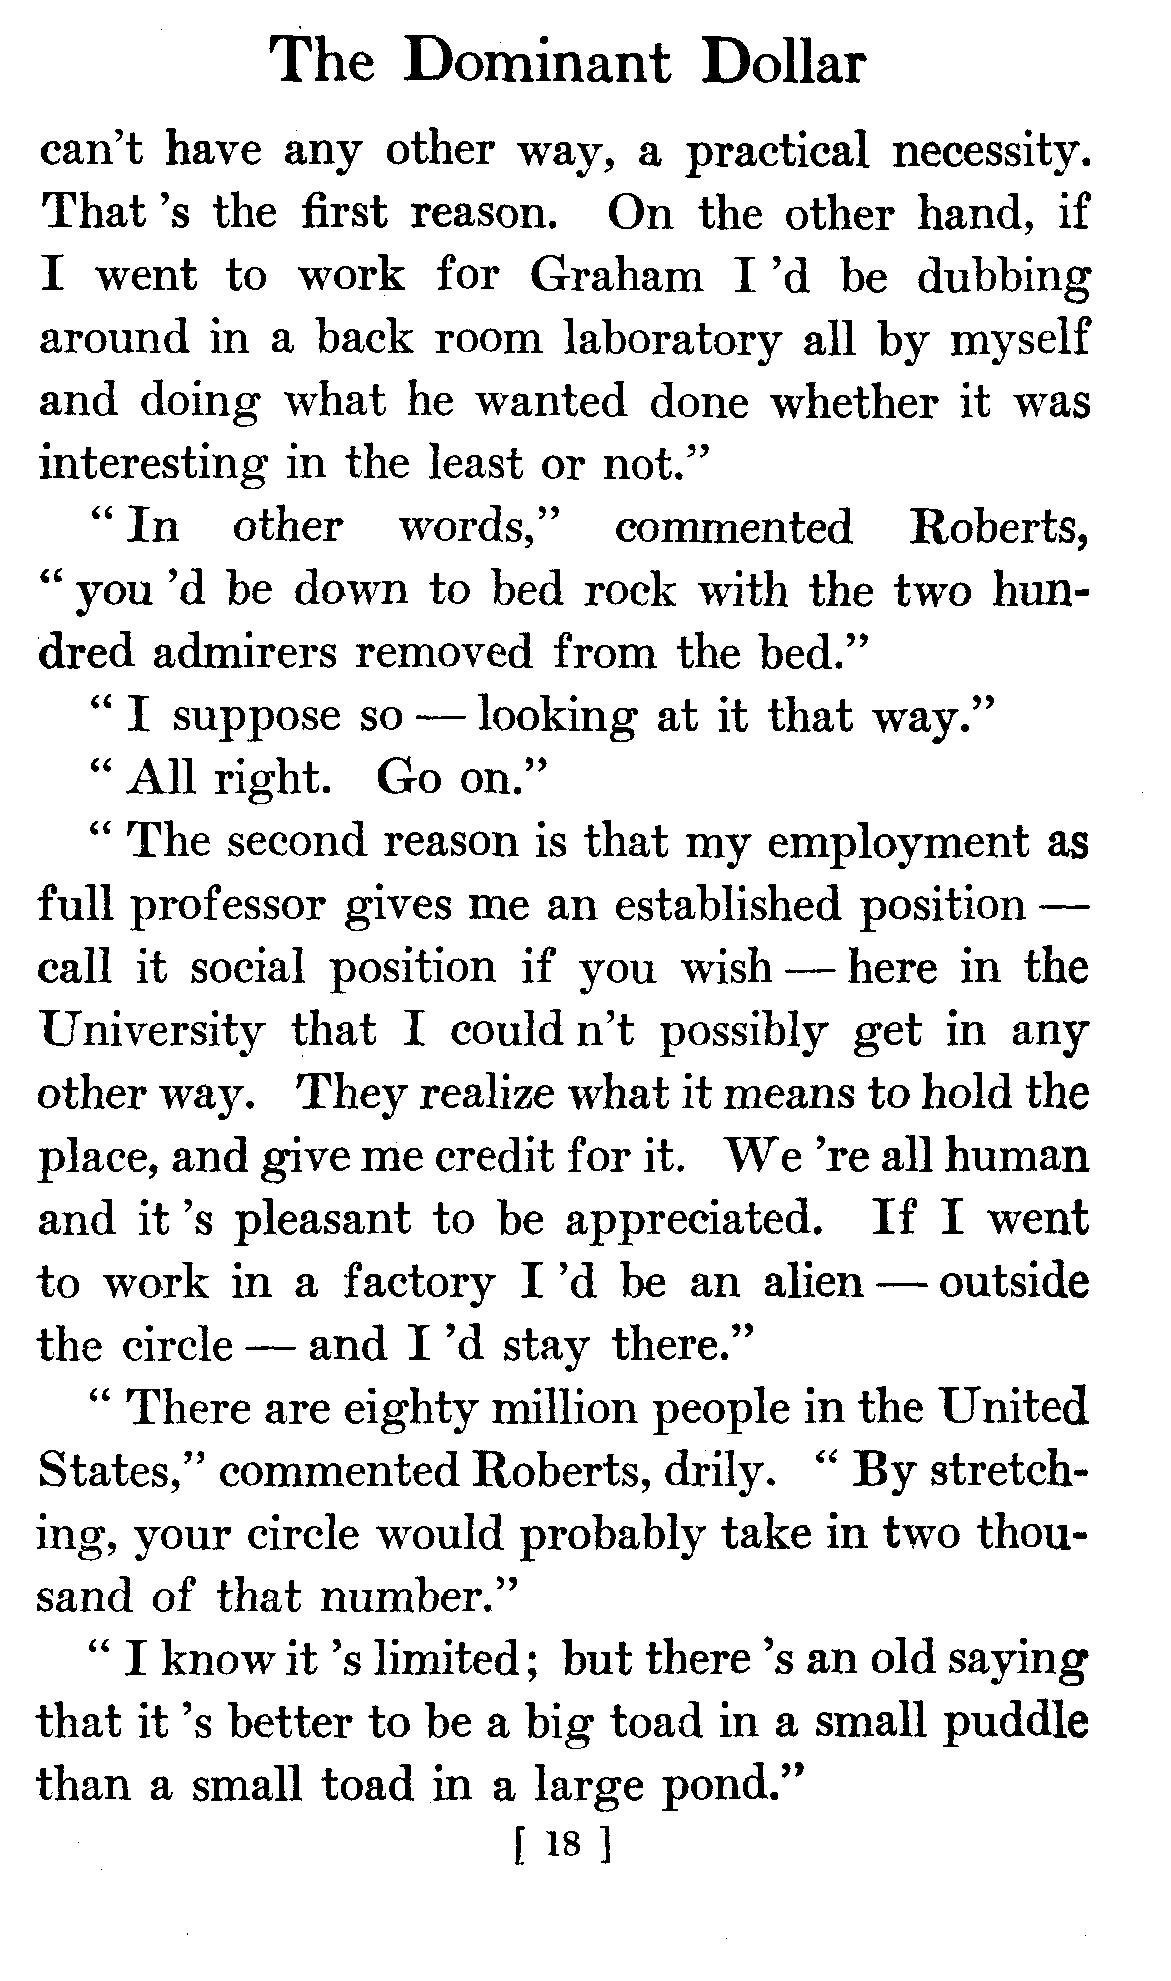 The Dominant Dollar
can't have any other way, a practical necessity.
That 's the first reason. On the other hand, if
I went to work for Graham I 'd be dubbing
around in a back room laboratory all by myself
and doing what he wanted done whether it was
interesting in the least or not."
" In other words," commented Roberts,
" you 'd be down to bed rock with the two hun-
dred admirers removed from the bed."
" I suppose so — looking at it that way."
" All right. Go on."
" The second reason is that my employment as
full professor gives me an established position —
call it social position if you wish — here in the
University that I could n't possibly get in any
other way. They realize what it means to hold the
place, and give me credit for it. We 're all human
and it 's pleasant to be appreciated. If I went
to work in a factory I 'd be an alien — outside
the circle — and I 'd stay there."
" There are eighty million people in the United
States," commented Roberts, drily. " By stretch-
ing, your circle would probably take in two thou-
sand of that number."
" I know it 's limited; but there 's an old saying
that it 's better to be a big toad in a small puddle
than a small toad in a large pond."
[ 18 ]